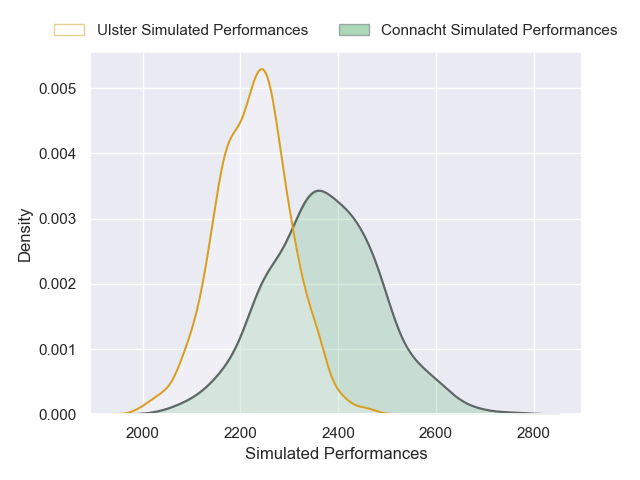 Ulster Simulated Performances
Connacht Simulated Performances
0.005
0.004
0.003
0.002
0.001
0.000
Density
2000
2200
2400
2600
2800
Simulated Performances